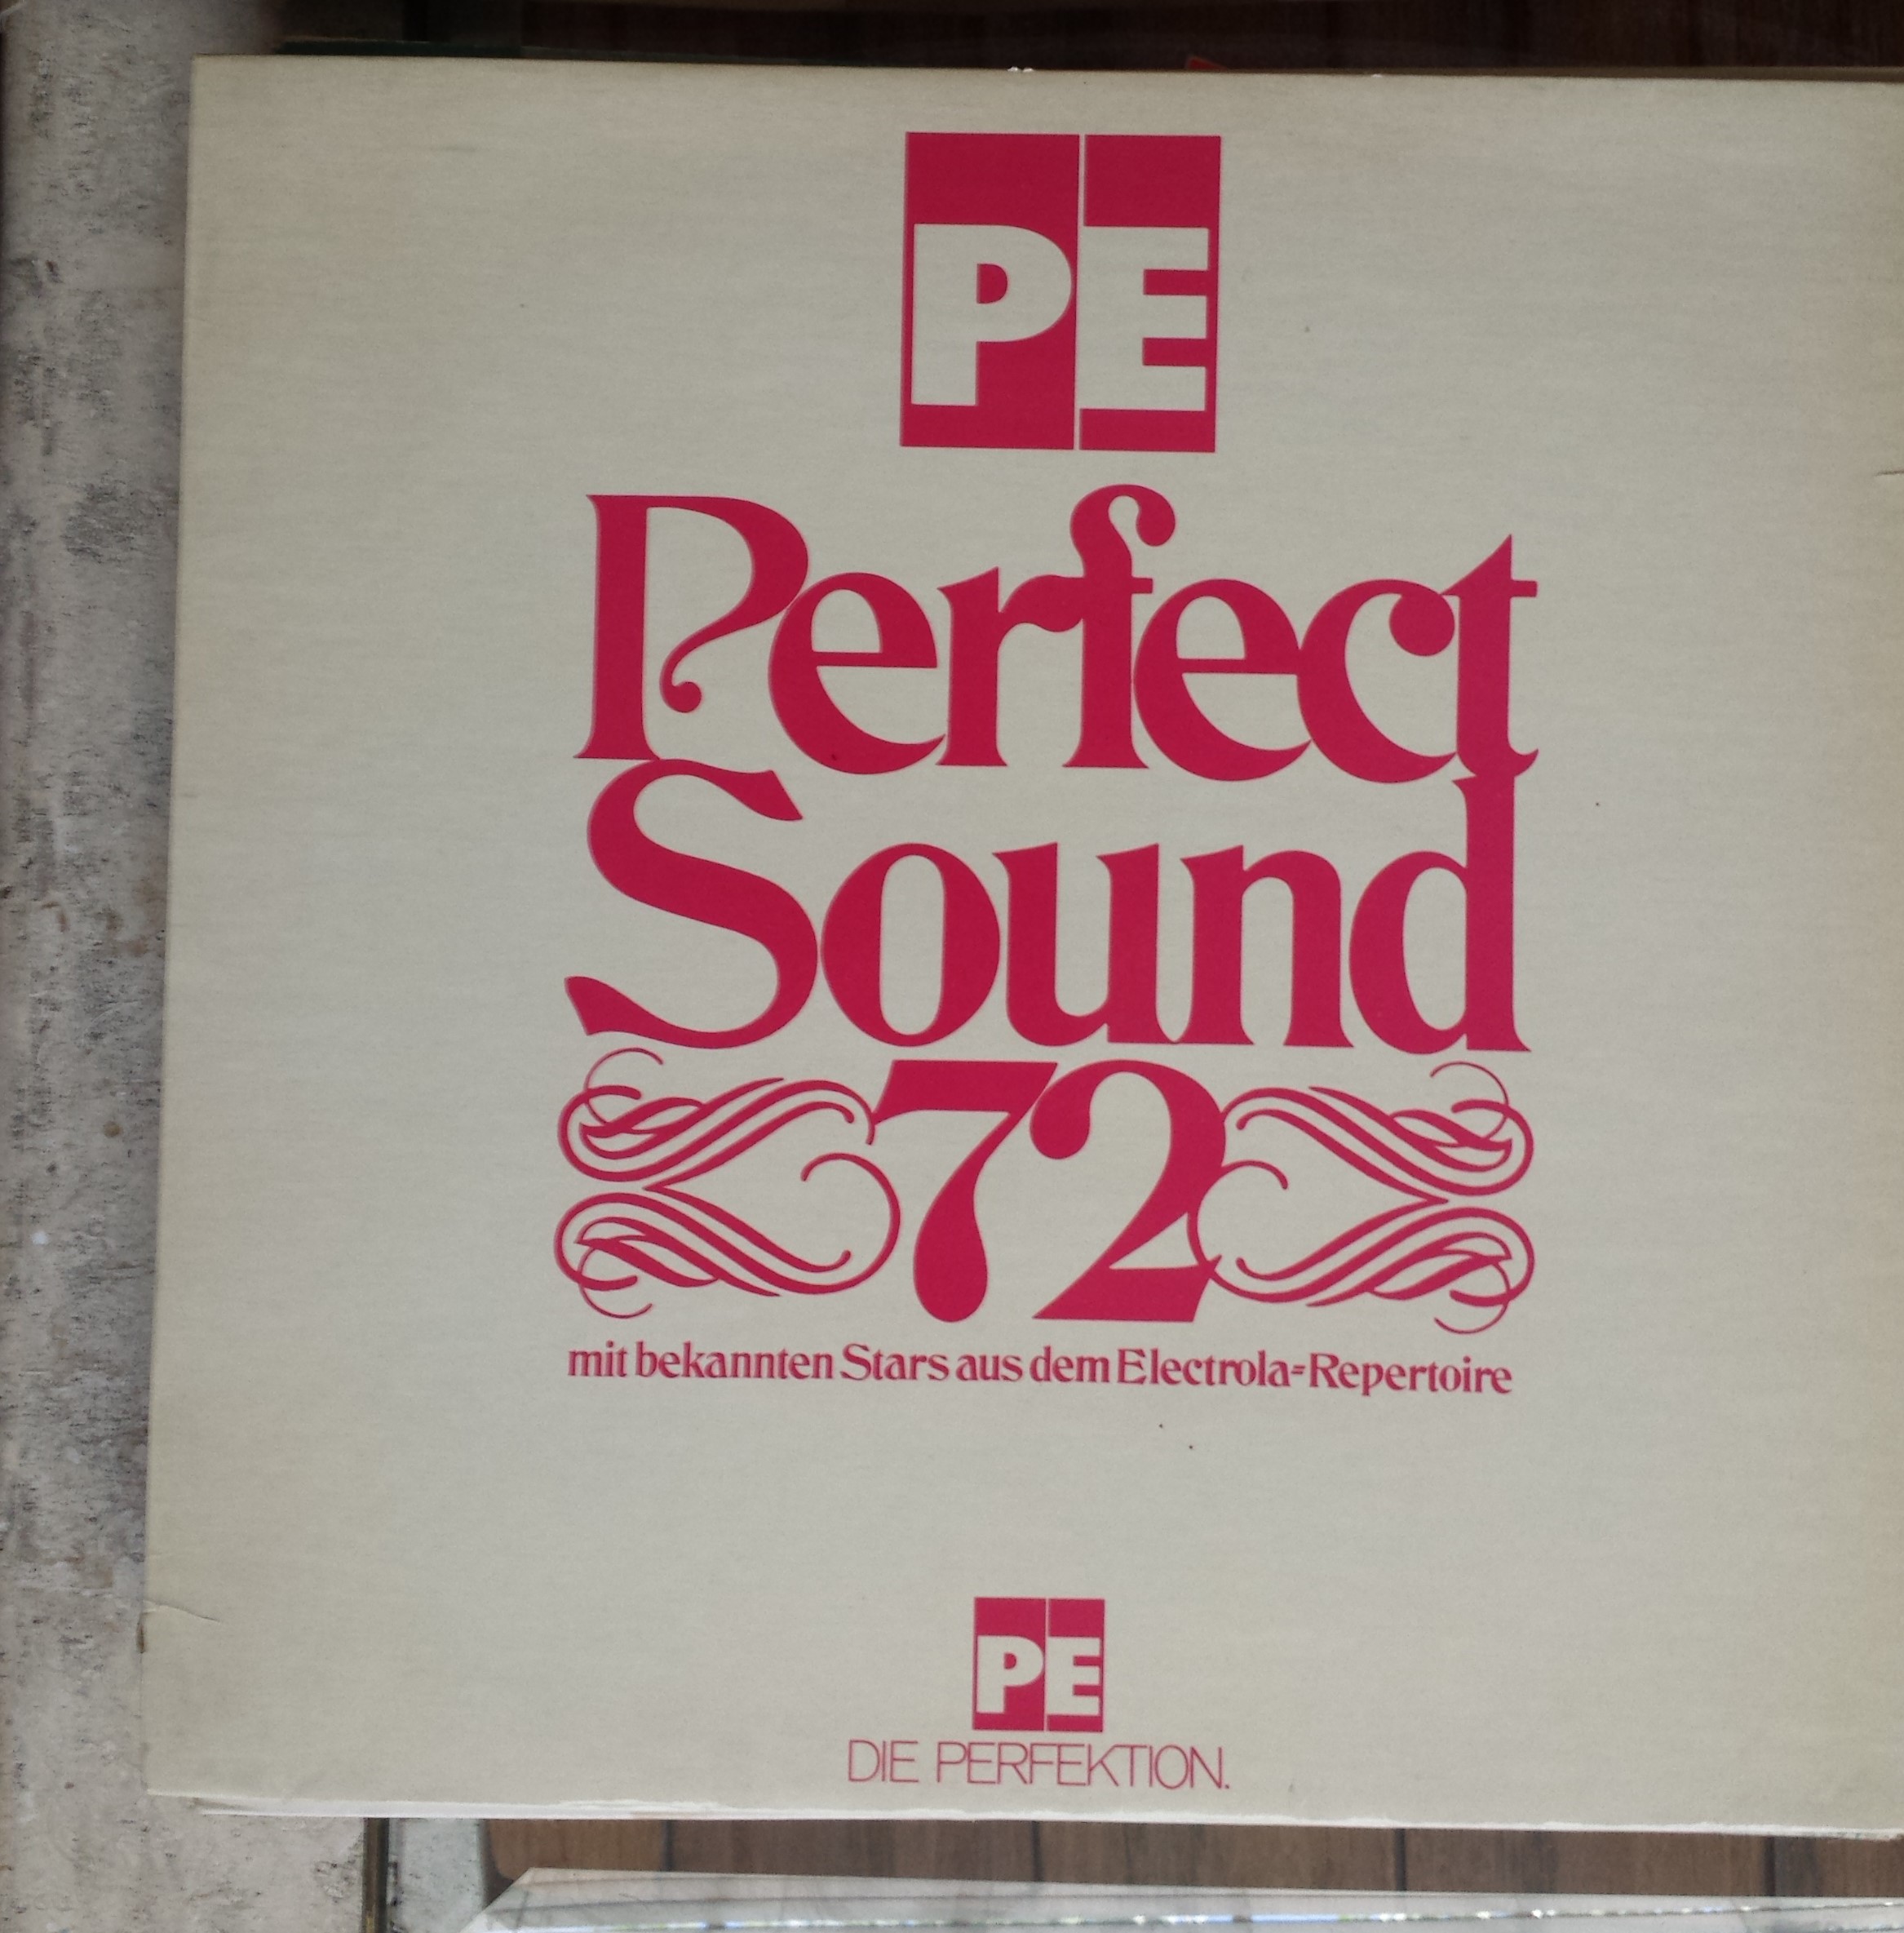 PE
Perfect
Sound
72
mit bekannten Stars aus dem Electrola-Repertoire
PE
DIE PERFEKTION.